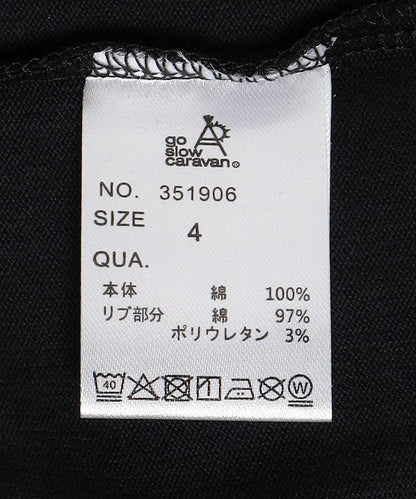 go
slow
caravan®
NO. 351906
SIZE 4
QUA.
本体 綿 100%
リブ部分 綿 97%
ポリウレタン 3%
40 W